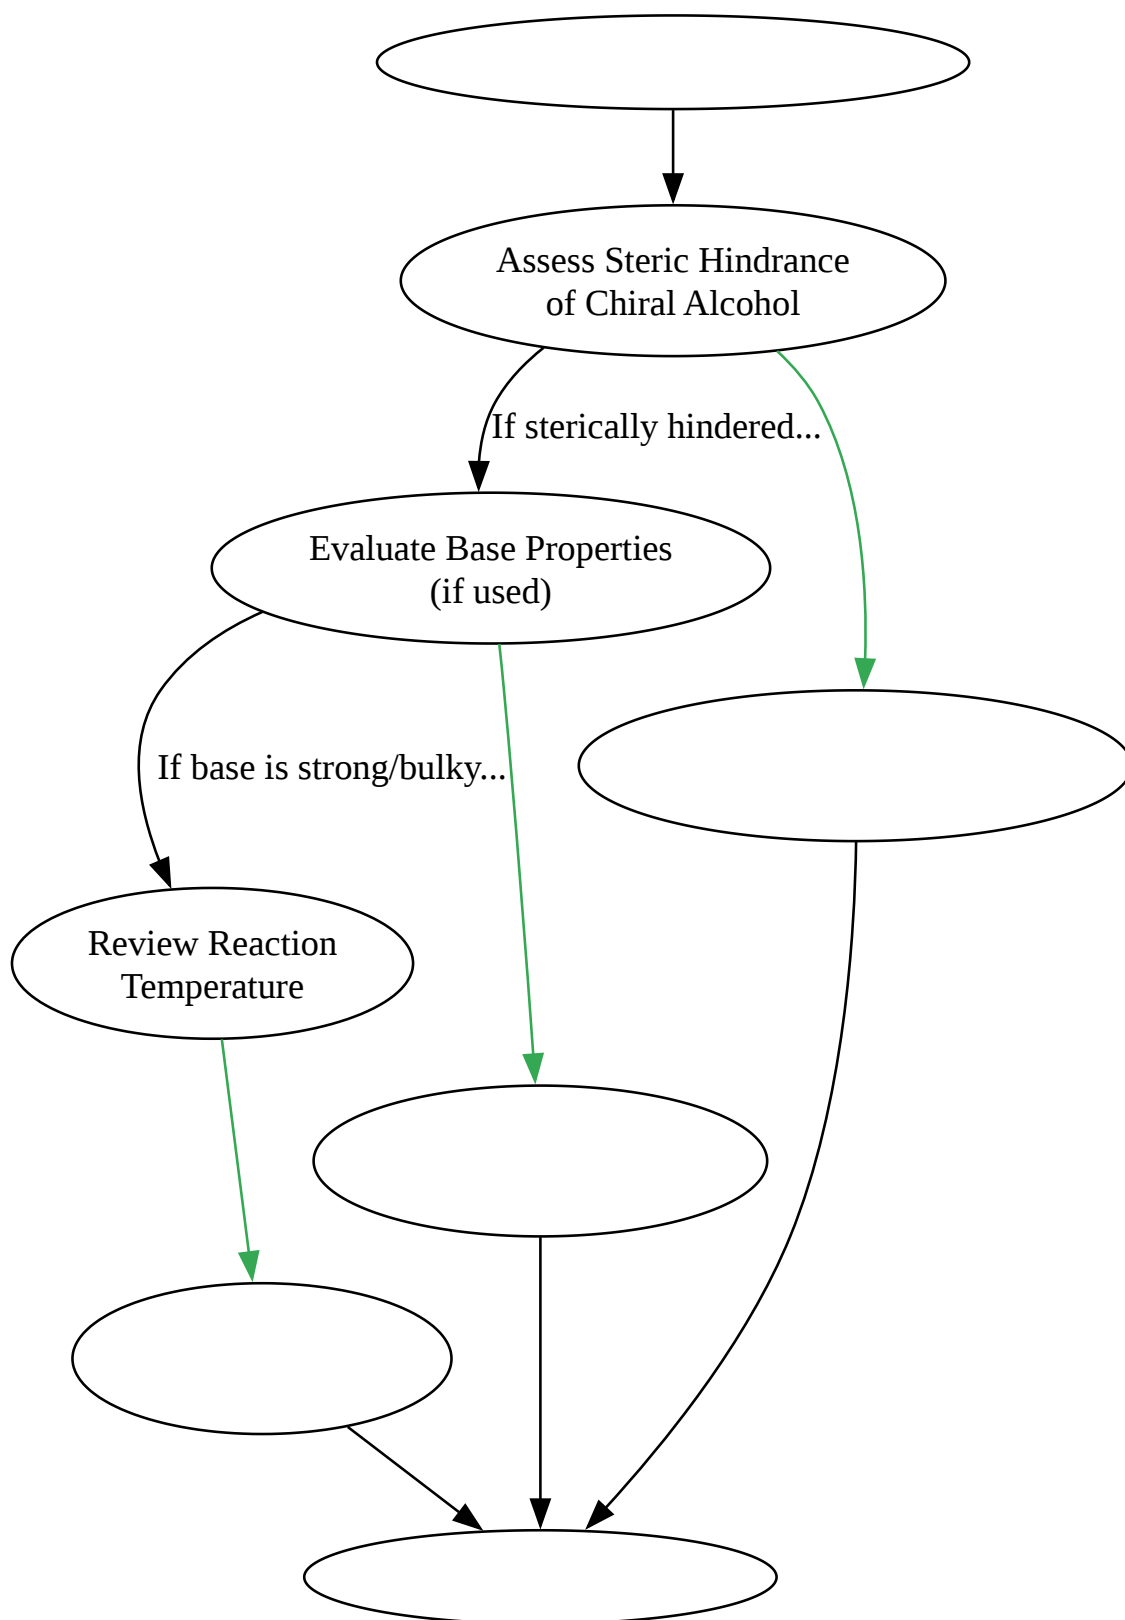 Assess Steric Hindrance
of Chiral Alcohol
If sterically hindered...
Evaluate Base Properties
(if used)
If base is strong/bulky...
Review Reaction
Temperature